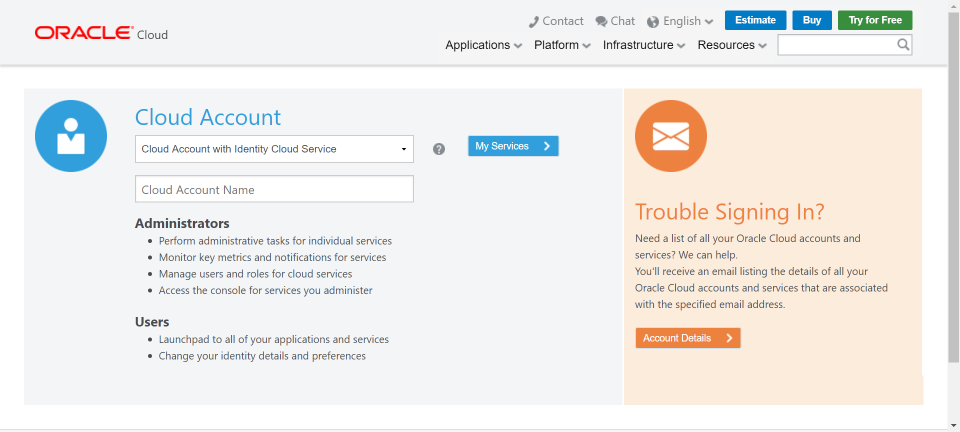 ORACLE Cloud
Contact Chat English
Estimate Buy Try for Free
Applications Platform Infrastructure Resources
Cloud Account
Cloud Account with Identity Cloud Service
?
My Services
Cloud Account Name
Administrators
• Perform administrative tasks for individual services
• Monitor key metrics and notifications for services
• Manage users and roles for cloud services
• Access the console for services you administer
Users
• Launchpad to all of your applications and services
• Change your identity details and preferences
Trouble Signing In?
Need a list of all your Oracle Cloud accounts and
services? We can help.
You'll receive an email listing the details of all your
Oracle Cloud accounts and services that are associated
with the specified email address.
Account Details